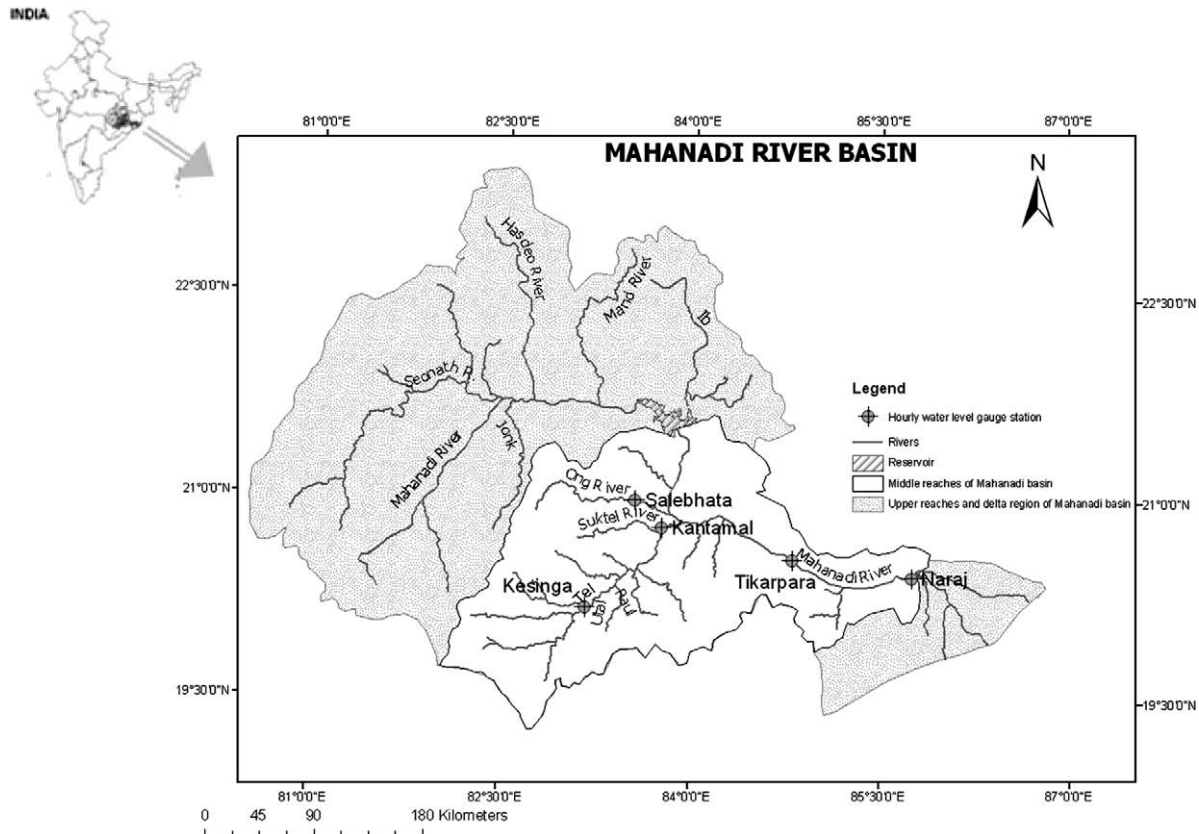 INDIA
81°0'0"E 82°30'0"E 84°0'0"E 85°30'0"E 87°0'0"E
MAHANADI RIVER BASIN
N
Hasdeo River
Mand River
Ib
22°30'0"N
22°30'0"N
Seonath R.
Mahanadi River
Jonk
Legend
Hourly water level gauge station
Rivers
Reservoir
Middle reaches of Mahanadi basin
Upper reaches and delta region of Mahanadi basin
21°0'0"N
21°0'0"N
Ong River
Salebhata
Suktel River
Kantamal
Mahanadi River
Tikarpara
Naraj
Kesinga
Tel
Utei
Raul
19°30'0"N
19°30'0"N
81°0'0"E 82°30'0"E 84°0'0"E 85°30'0"E 87°0'0"E
0 45 90 180 Kilometers